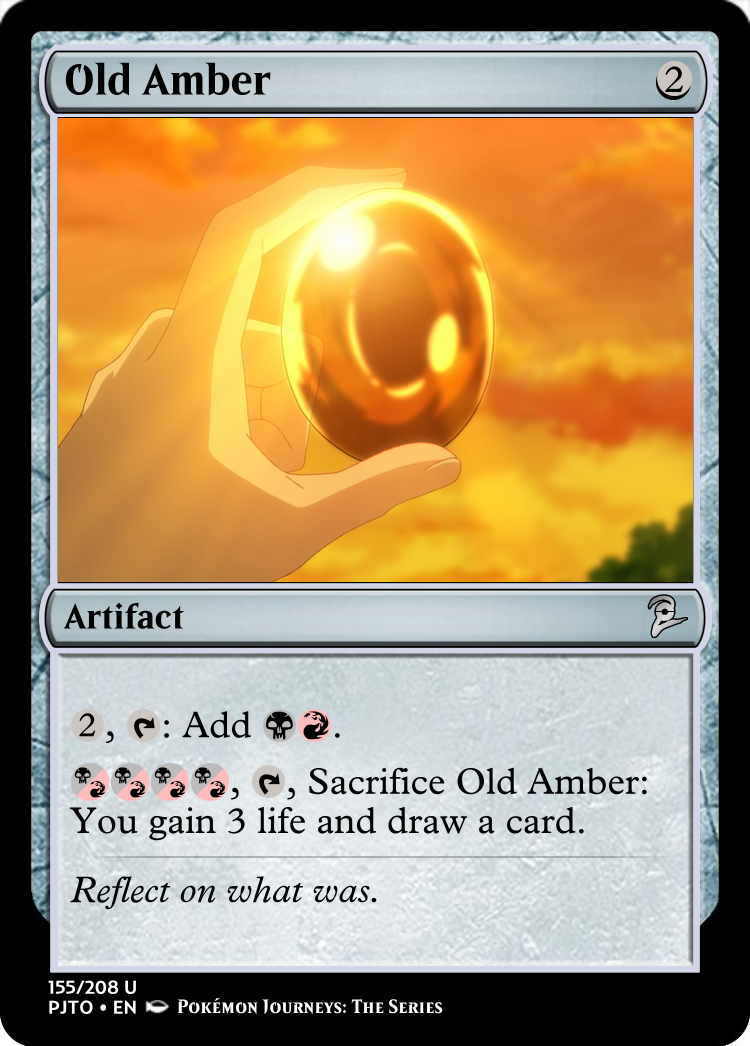 Old Amber 2
Artifact
2, : Add .
, , Sacrifice Old Amber:
You gain 3 life and draw a card.
Reflect on what was.
155/208 U
PJTO • EN Pokémon Journeys: The Series